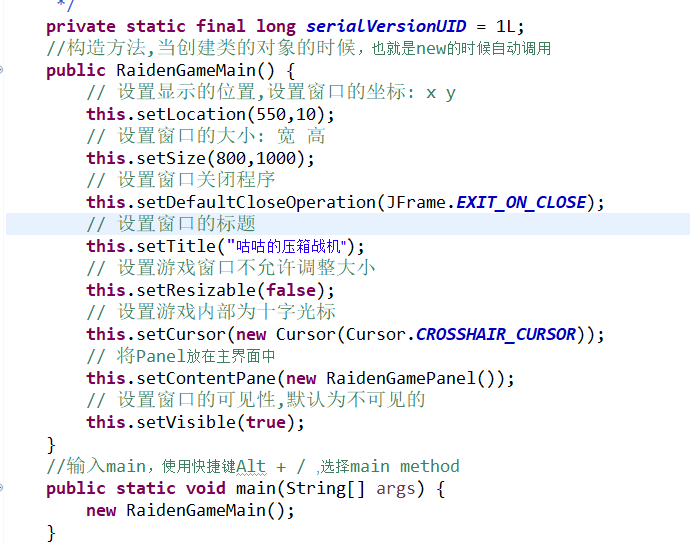 */
private static final long serialVersionUID = 1L;
//构造方法,当创建类的对象的时候，也就是new的时候自动调用
public RaidenGameMain() {
// 设置显示的位置,设置窗口的坐标: x y
this.setLocation(550,10);
// 设置窗口的大小: 宽 高
this.setSize(800,1000);
// 设置窗口关闭程序
this.setDefaultCloseOperation(JFrame.EXIT_ON_CLOSE);
// 设置窗口的标题
this.setTitle("咕咕的压箱战机");
// 设置游戏窗口不允许调整大小
this.setResizable(false);
// 设置游戏内部为十字光标
this.setCursor(new Cursor(Cursor.CROSSHAIR_CURSOR));
// 将Panel放在主界面中
this.setContentPane(new RaidenGamePanel());
// 设置窗口的可见性,默认为不可见的
this.setVisible(true);
}
//输入main，使用快捷键Alt + / ,选择main method
public static void main(String[] args) {
new RaidenGameMain();
}